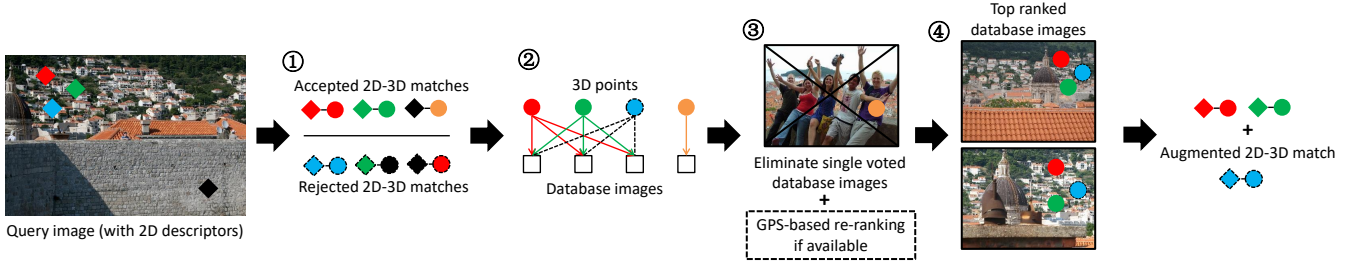 Query image (with 2D descriptors)
①
Accepted 2D-3D matches
Rejected 2D-3D matches
②
3D points
Database images
③
Eliminate single voted
database images
+
GPS-based re-ranking
if available
④
Top ranked
database images
+
Augmented 2D-3D match